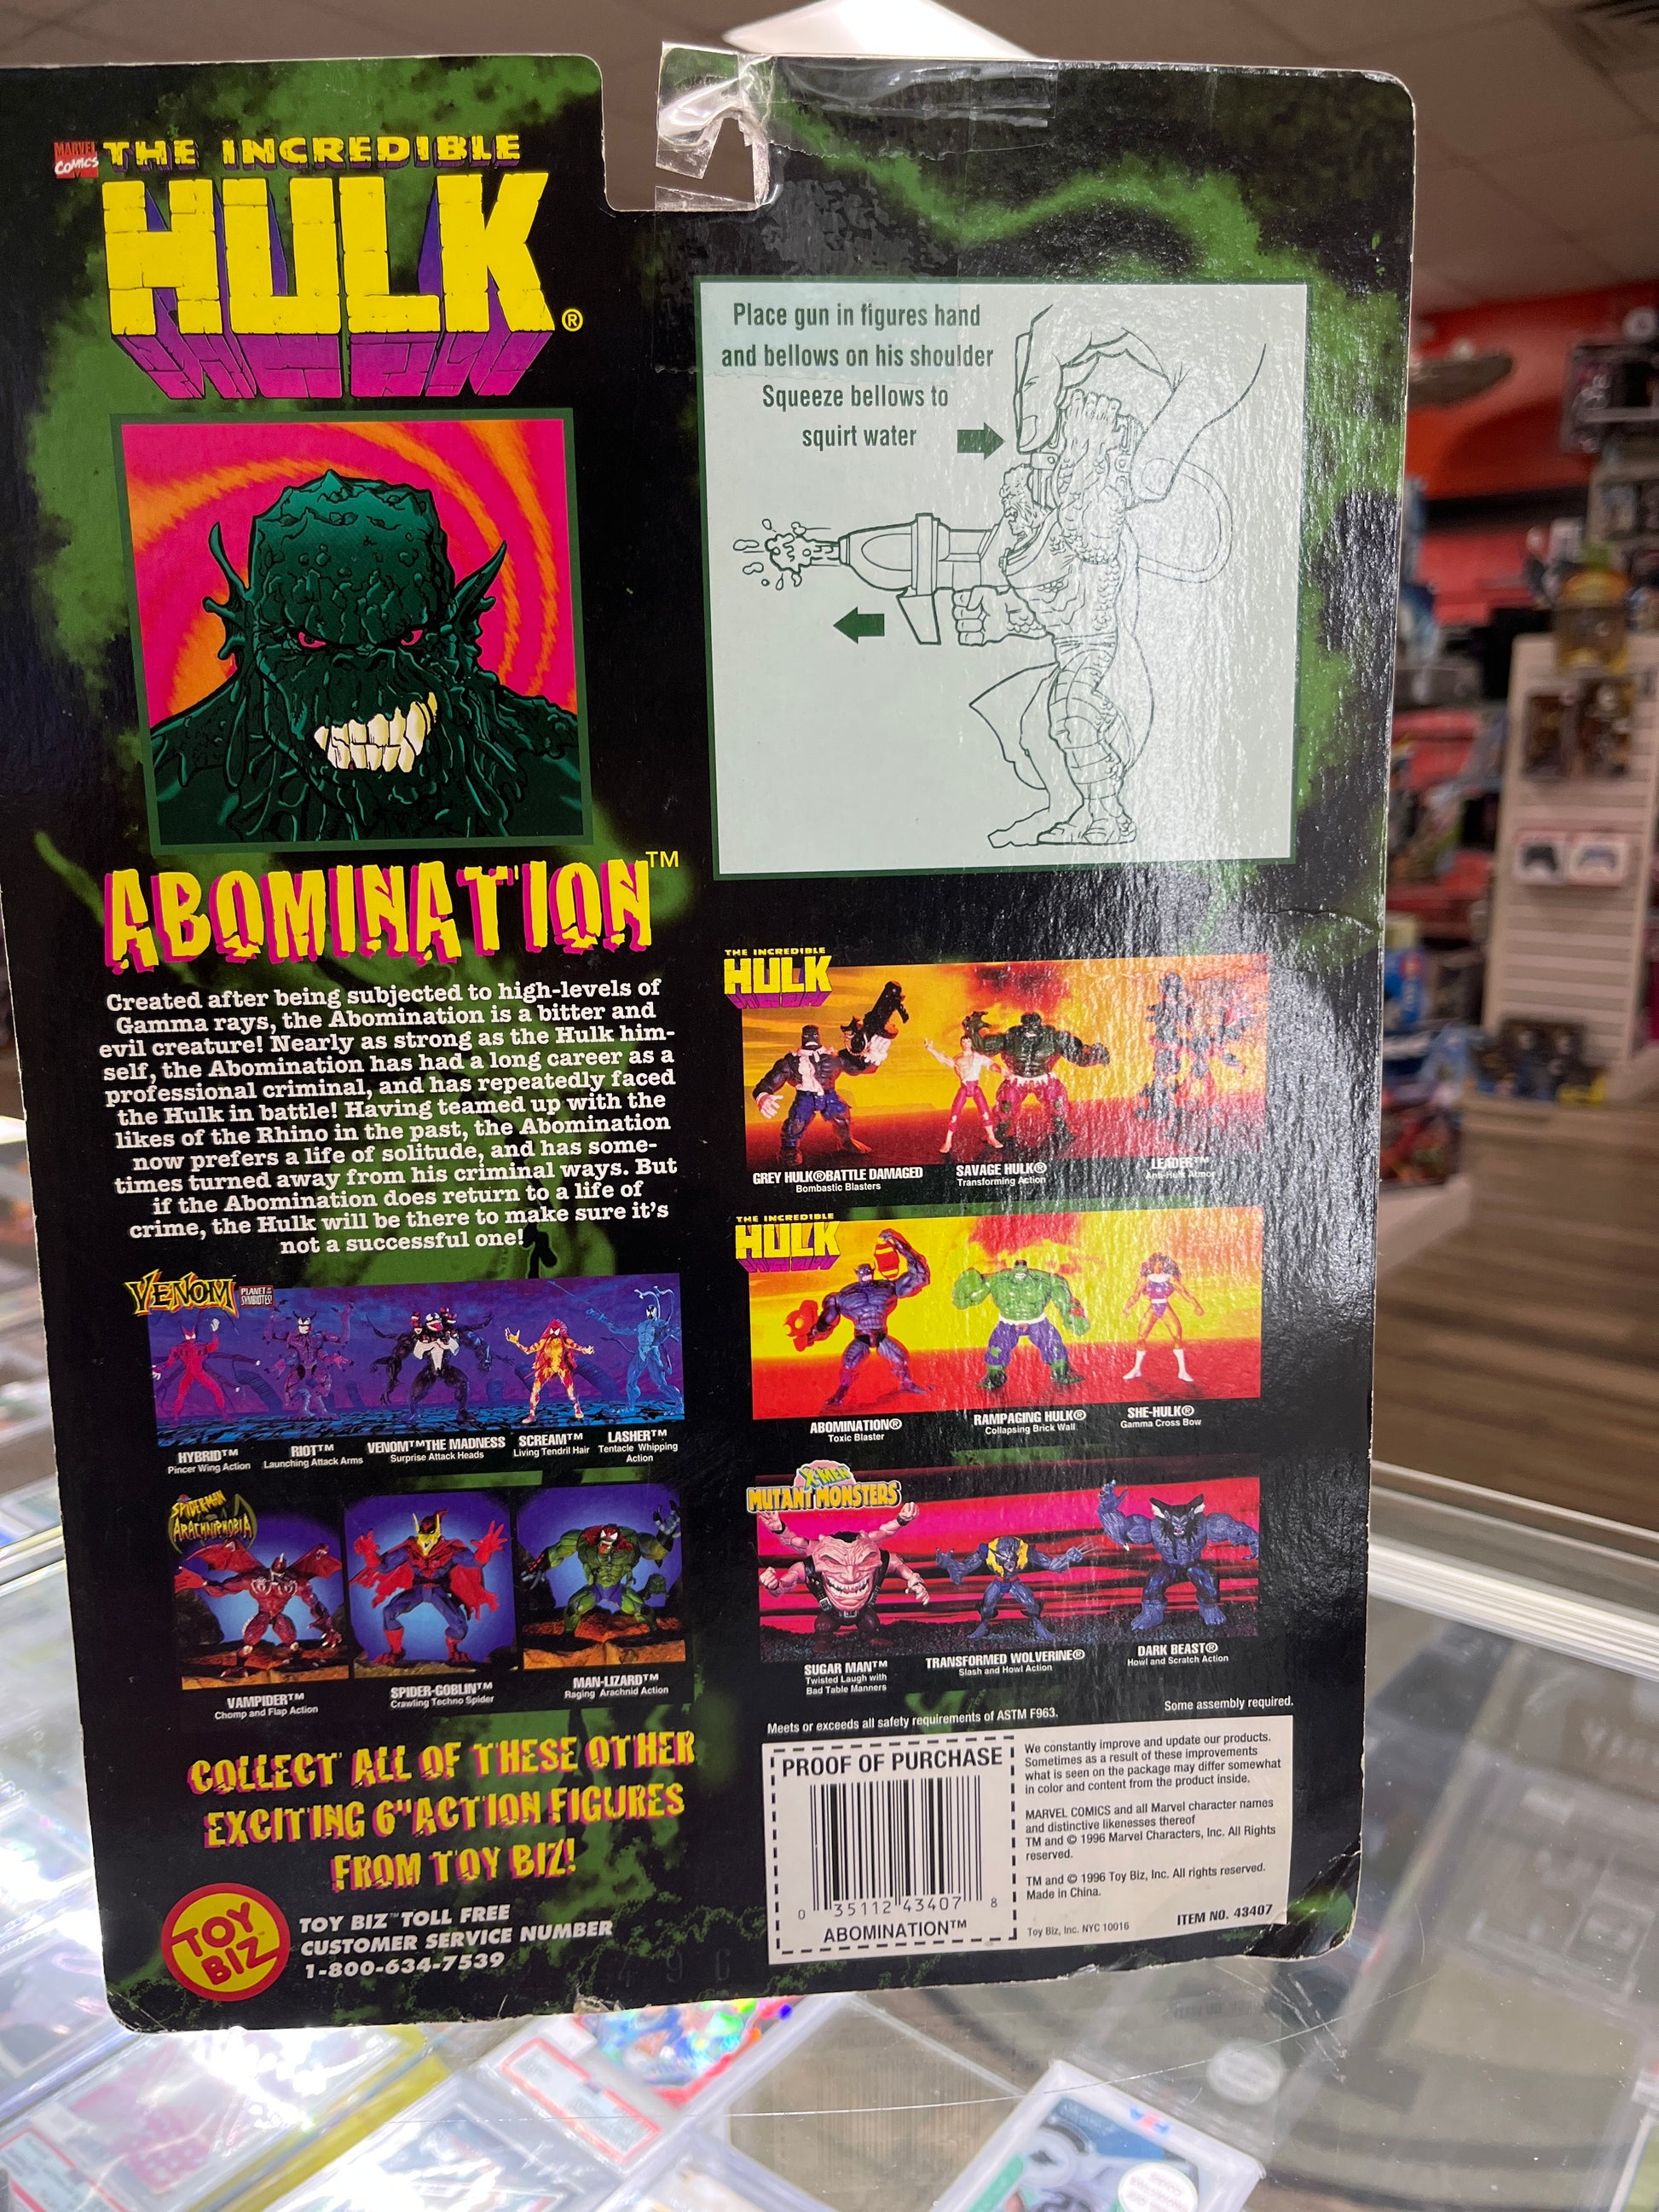 MARVEL COMICS
THE INCREDIBLE
HULK®
Place gun in figures hand
and bellows on his shoulder
Squeeze bellows to
squirt water
ABOMINATION™
Created after being subjected to high-levels of
Gamma rays, the Abomination is a bitter and
evil creature! Nearly as strong as the Hulk him-
self, the Abomination has had a long career as a
professional criminal, and has repeatedly faced
the Hulk in battle! Having teamed up with the
likes of the Rhino in the past, the Abomination
now prefers a life of solitude, and has some-
times turned away from his criminal ways. But
if the Abomination does return to a life of
crime, the Hulk will be there to make sure it's
not a successful one!
VENOM
PLANET OF THE SYMBIOTES!
HYBRID™
Pincer Wing Action
RIOT™
Launching Attack Arms
VENOM™ THE MADNESS
Surprise Attack Heads
SCREAM™
Living Tendril Hair
LASHER™
Tentacle Whipping
Action
SPIDER-MAN
ARACHNIPHOBIA
VAMPIDER™
Chomp and Flap Action
SPIDER-GOBLIN™
Crawling Techno Spider
MAN-LIZARD™
Raging Arachnid Action
COLLECT ALL OF THESE OTHER
EXCITING 6" ACTION FIGURES
FROM TOY BIZ!
TOY
BIZ
TOY BIZ™ TOLL FREE
CUSTOMER SERVICE NUMBER
1-800-634-7539
THE INCREDIBLE
HULK
GREY HULK® BATTLE DAMAGED
Bombastic Blasters
SAVAGE HULK®
Transforming Action
LEADER™
Anti-Hulk Armor
THE INCREDIBLE
HULK
ABOMINATION®
Toxic Blaster
RAMPAGING HULK®
Collapsing Brick Wall
SHE-HULK®
Gamma Cross Bow
X-MEN
MUTANT MONSTERS
SUGAR MAN™
Twisted Laugh with
Bad Table Manners
TRANSFORMED WOLVERINE®
Slash and Howl Action
DARK BEAST®
Howl and Scratch Action
Meets or exceeds all safety requirements of ASTM F963.
Some assembly required.
PROOF OF PURCHASE
0 35112 43407 8
ABOMINATION™
We constantly improve and update our products.
Sometimes as a result of these improvements
what is seen on the package may differ somewhat
in color and content from the product inside.
MARVEL COMICS and all Marvel character names
and distinctive likenesses thereof
TM and © 1996 Marvel Characters, Inc. All Rights
reserved.
TM and © 1996 Toy Biz, Inc. All rights reserved.
Made in China.
Toy Biz, Inc. NYC 10016
ITEM NO. 43407